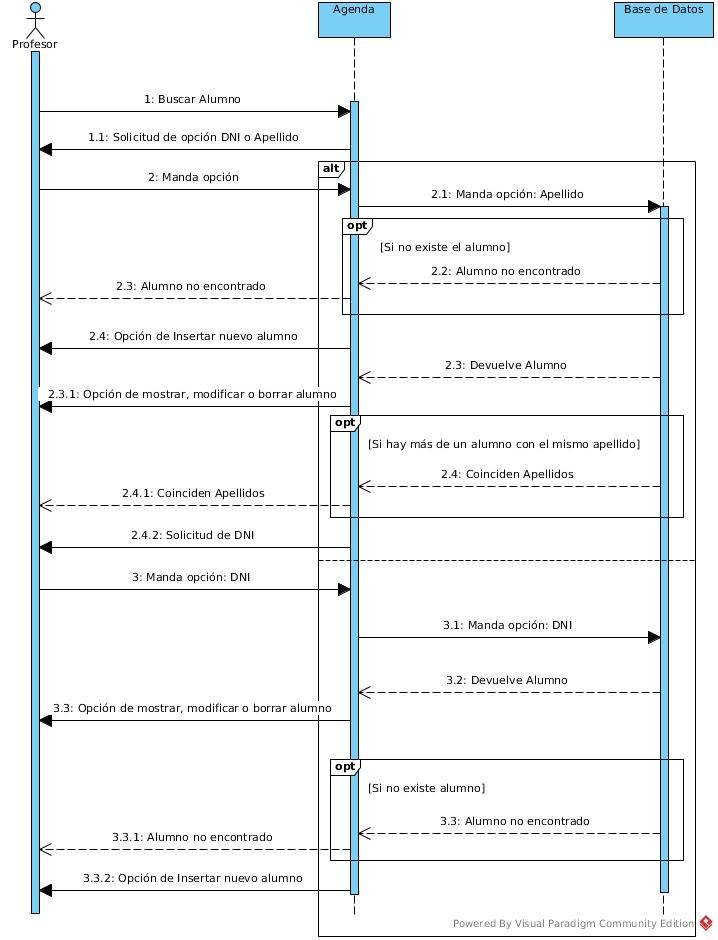 Agenda
Base de Datos
Profesor
1: Buscar Alumno
1.1: Solicitud de opción DNI o Apellido
alt
2: Manda opción
2.1: Manda opción: Apellido
opt
[Si no existe el alumno]
2.2: Alumno no encontrado
2.3: Alumno no encontrado
2.4: Opción de Insertar nuevo alumno
2.3: Devuelve Alumno
2.3.1: Opción de mostrar, modificar o borrar alumno
opt
[Si hay más de un alumno con el mismo apellido]
2.4: Coinciden Apellidos
2.4.1: Coinciden Apellidos
2.4.2: Solicitud de DNI
3: Manda opción: DNI
3.1: Manda opción: DNI
3.2: Devuelve Alumno
3.3: Opción de mostrar, modificar o borrar alumno
opt
[Si no existe alumno]
3.3: Alumno no encontrado
3.3.1: Alumno no encontrado
3.3.2: Opción de Insertar nuevo alumno
Powered By Visual Paradigm Community Edition